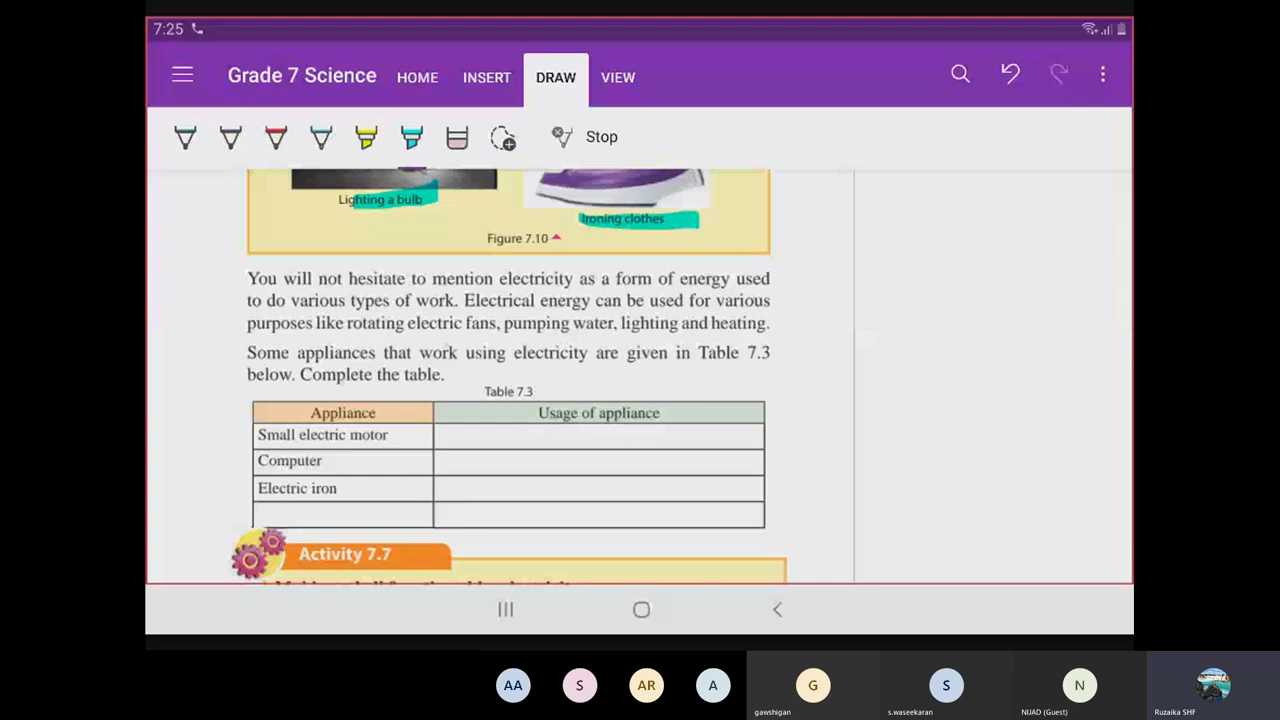 7:25
Grade 7 Science HOME INSERT DRAW VIEW
Stop
Lighting a bulb
Ironing clothes
Figure 7.10
You will not hesitate to mention electricity as a form of energy used
to do various types of work. Electrical energy can be used for various
purposes like rotating electric fans, pumping water, lighting and heating.
Some appliances that work using electricity are given in Table 7.3
below. Complete the table.
Table 7.3
Appliance Usage of appliance
Small electric motor
Computer
Electric iron
Activity 7.7
AA S AR A G S N
gawshigan s.waseekaran NIJAD (Guest) Ruzaika SHF